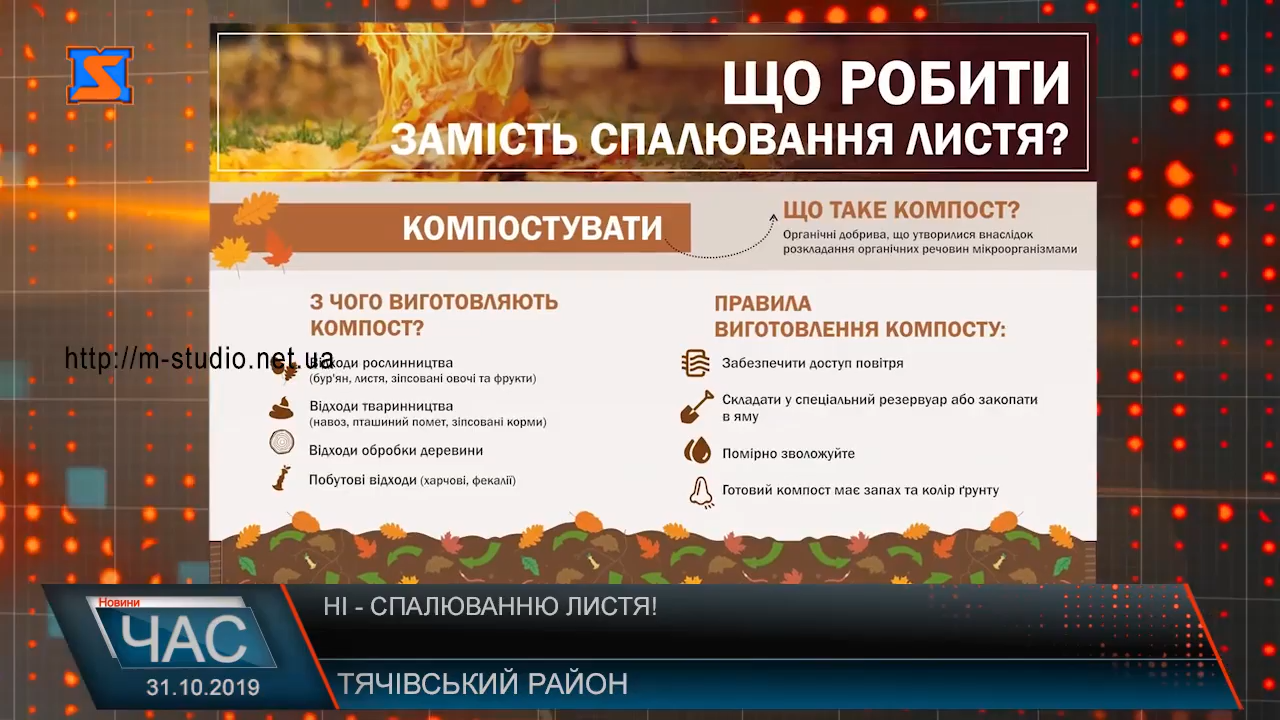 ЩО РОБИТИ
ЗАМІСТЬ СПАЛЮВАННЯ ЛИСТЯ?
КОМПОСТУВАТИ
ЩО ТАКЕ КОМПОСТ?
Органічні добрива, що утворилися внаслідок
розкладання органічних речовин мікроорганізмами
З ЧОГО ВИГОТОВЛЯЮТЬ
КОМПОСТ?
http://m-studio.net.ua
Відходи рослинництва
(бур'ян, листя, зіпсовані овочі та фрукти)
Відходи тваринництва
(навоз, пташиний помет, зіпсовані корми)
Відходи обробки деревини
Побутові відходи (харчові, фекалії)
ПРАВИЛА
ВИГОТОВЛЕННЯ КОМПОСТУ:
Забезпечити доступ повітря
Складати у спеціальний резервуар або закопати
в яму
Помірно зволожуйте
Готовий компост має запах та колір ґрунту
Новини
ЧАС
31.10.2019
НІ - СПАЛЮВАННЮ ЛИСТЯ!
ТЯЧІВСЬКИЙ РАЙОН